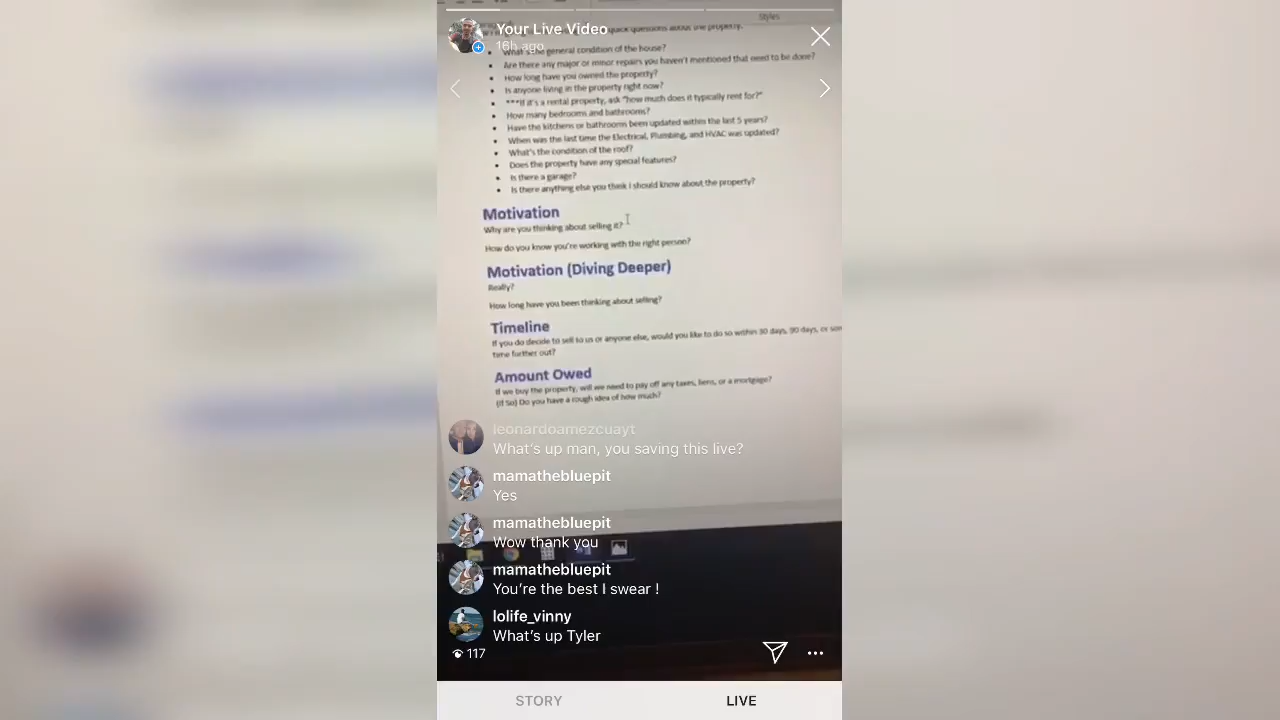 Styles
Your Live Video
quick questions about the property.
16h ago
What's the general condition of the house?
Are there any major or minor repairs you haven't mentioned that need to be done?
How long have you owned the property?
Is anyone living in the property right now?
***If it's a rental property, ask "how much does it typically rent for?"
How many bedrooms and bathrooms?
Have the kitchens or bathrooms been updated within the last 5 years?
When was the last time the Electrical, Plumbing, and HVAC was updated?
What's the condition of the roof?
Does the property have any special features?
Is there a garage?
Is there anything else you think I should know about the property?
Motivation
Why are you thinking about selling it?
How do you know you're working with the right person?
Motivation (Diving Deeper)
Really?
How long have you been thinking about selling?
Timeline
If you do decide to sell to us or anyone else, would you like to do so within 30 days, 90 days, or som
time further out?
Amount Owed
If we buy the property, will we need to pay off any taxes, liens, or a mortgage?
(If So) Do you have a rough idea of how much?
leonardoamezcuayt
What's up man, you saving this live?
mamathebluepit
Yes
mamathebluepit
Wow thank you
mamathebluepit
You're the best I swear !
lolife_vinny
What's up Tyler
117
STORY
LIVE